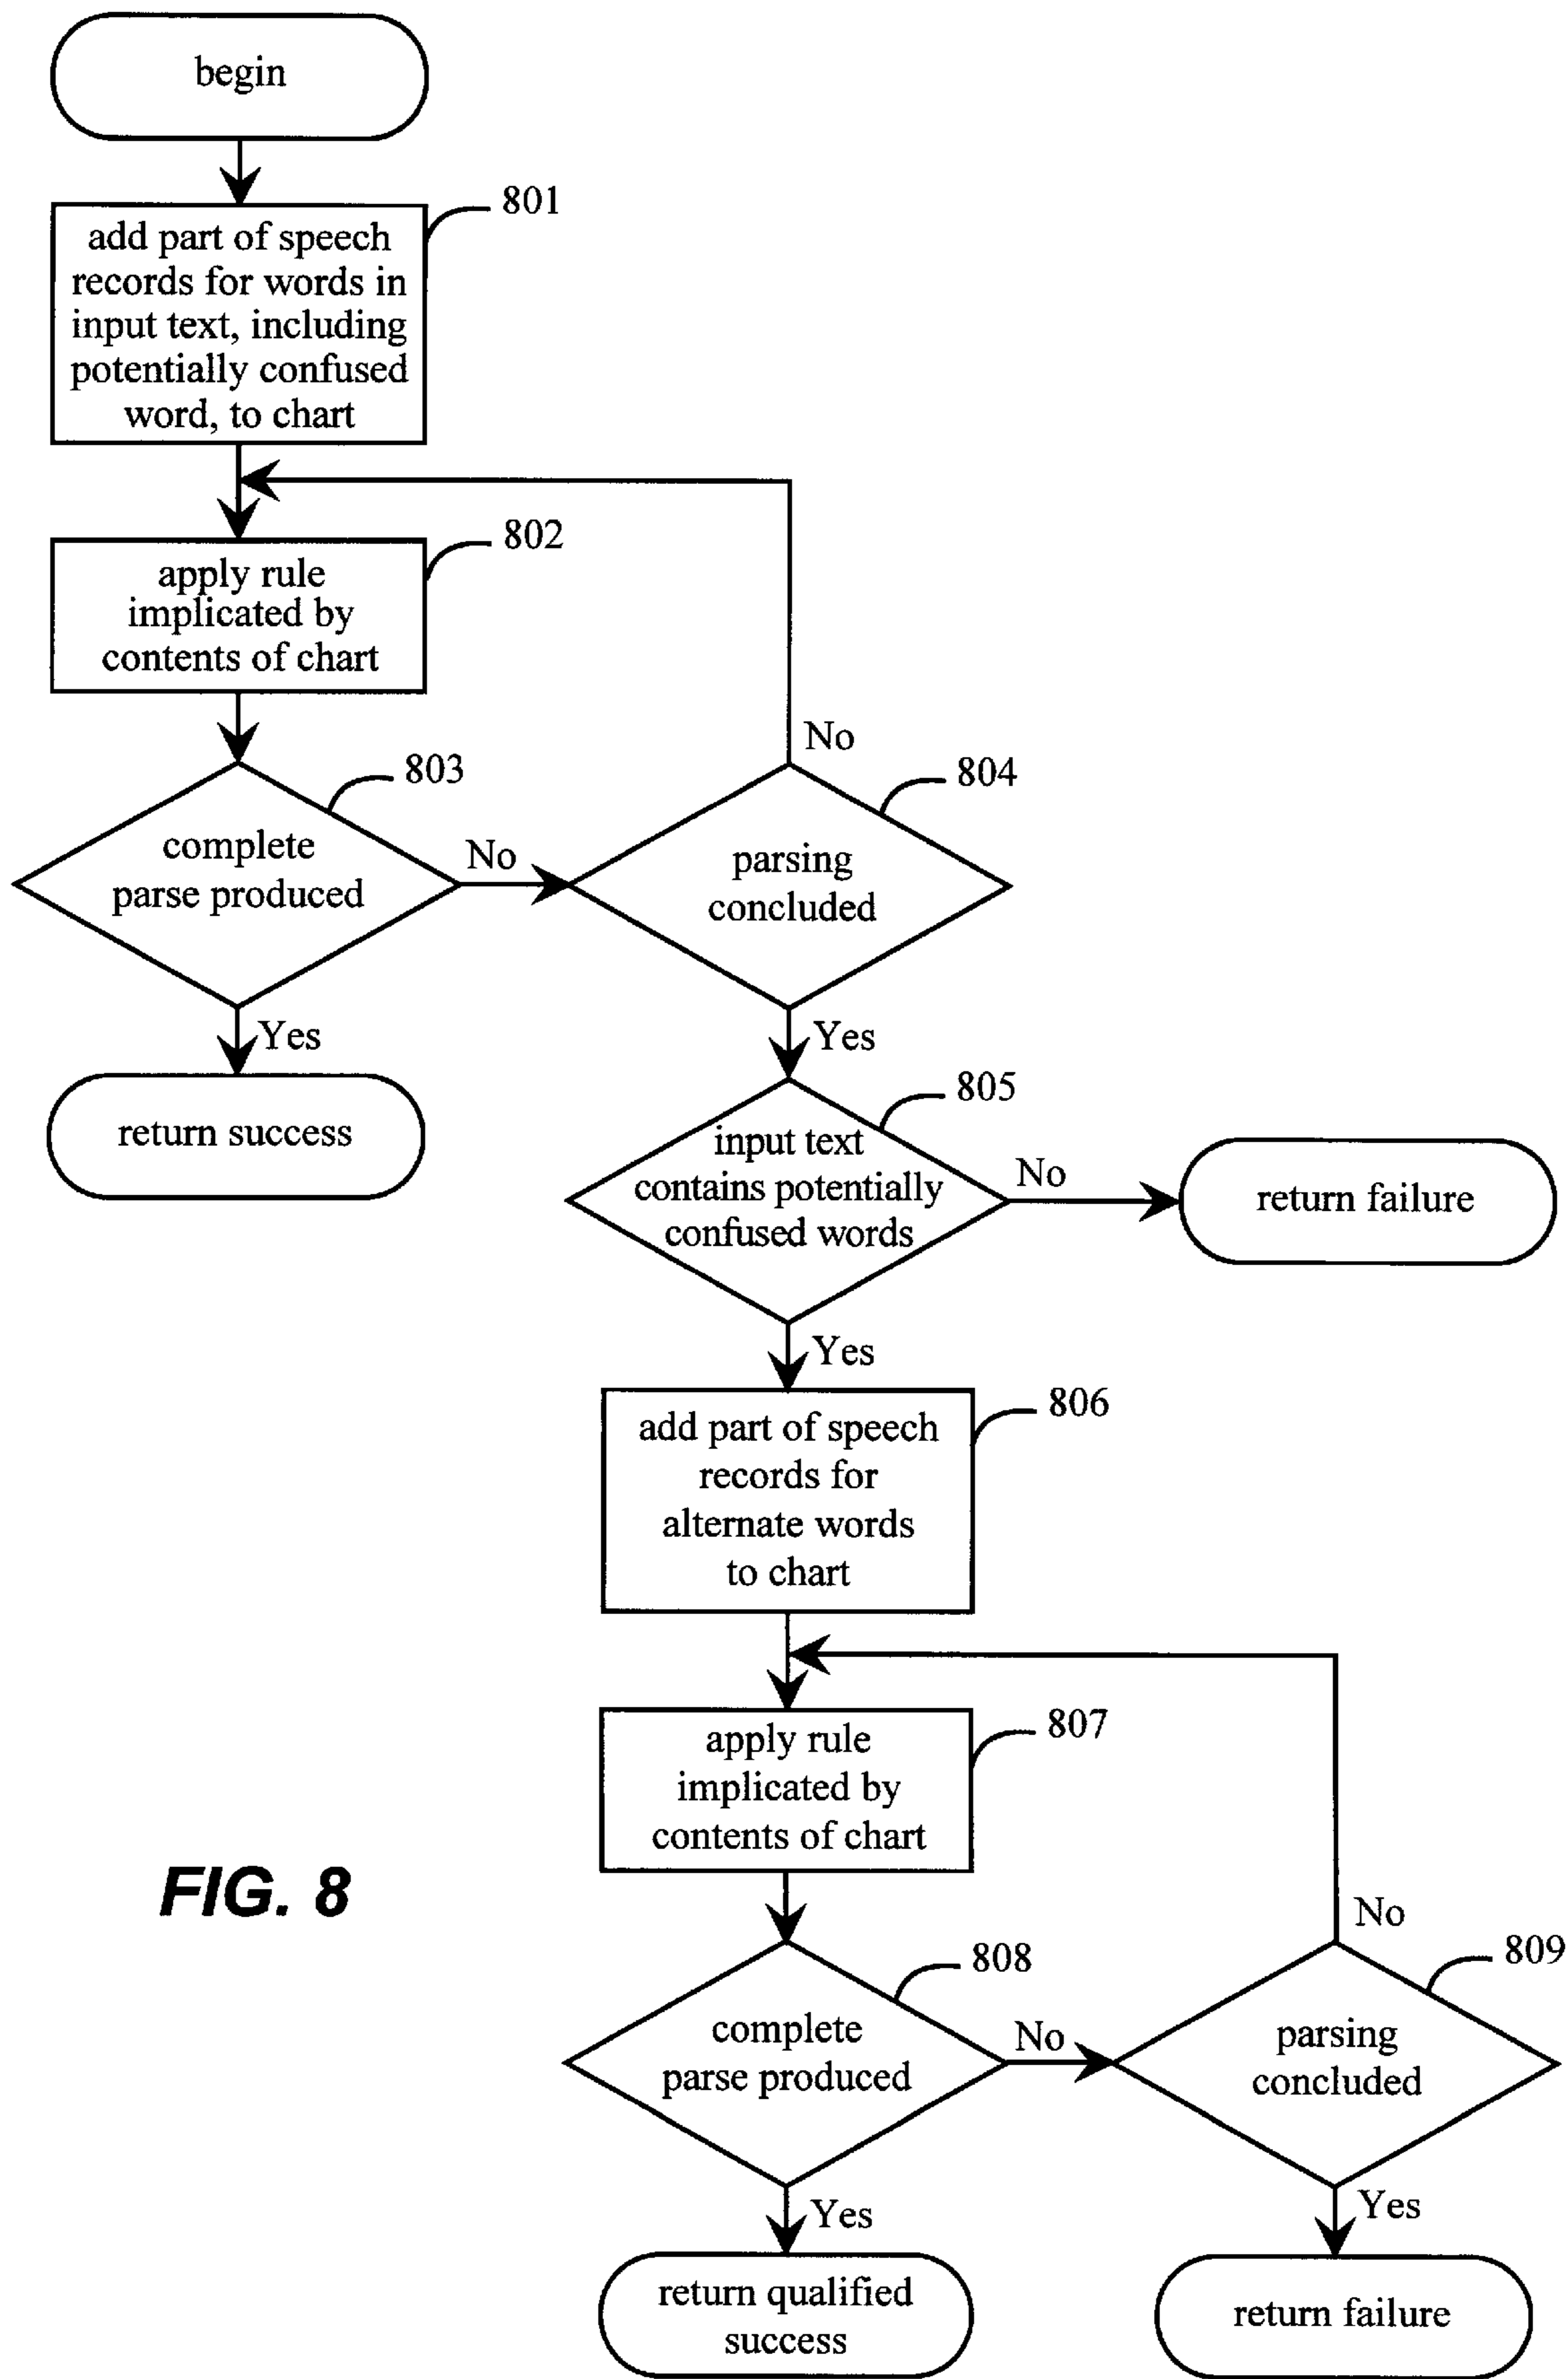 begin
801
add part of speech
records for words in
input text, including
potentially confused
word, to chart
802
apply rule
implicated by
contents of chart
803
complete
parse produced
No
804
No
parsing
concluded
Yes
return success
Yes
805
input text
contains potentially
confused words
No
return failure
Yes
806
add part of speech
records for
alternate words
to chart
807
apply rule
implicated by
contents of chart
FIG. 8
808
complete
parse produced
No
809
No
parsing
concluded
Yes
return qualified
success
Yes
return failure